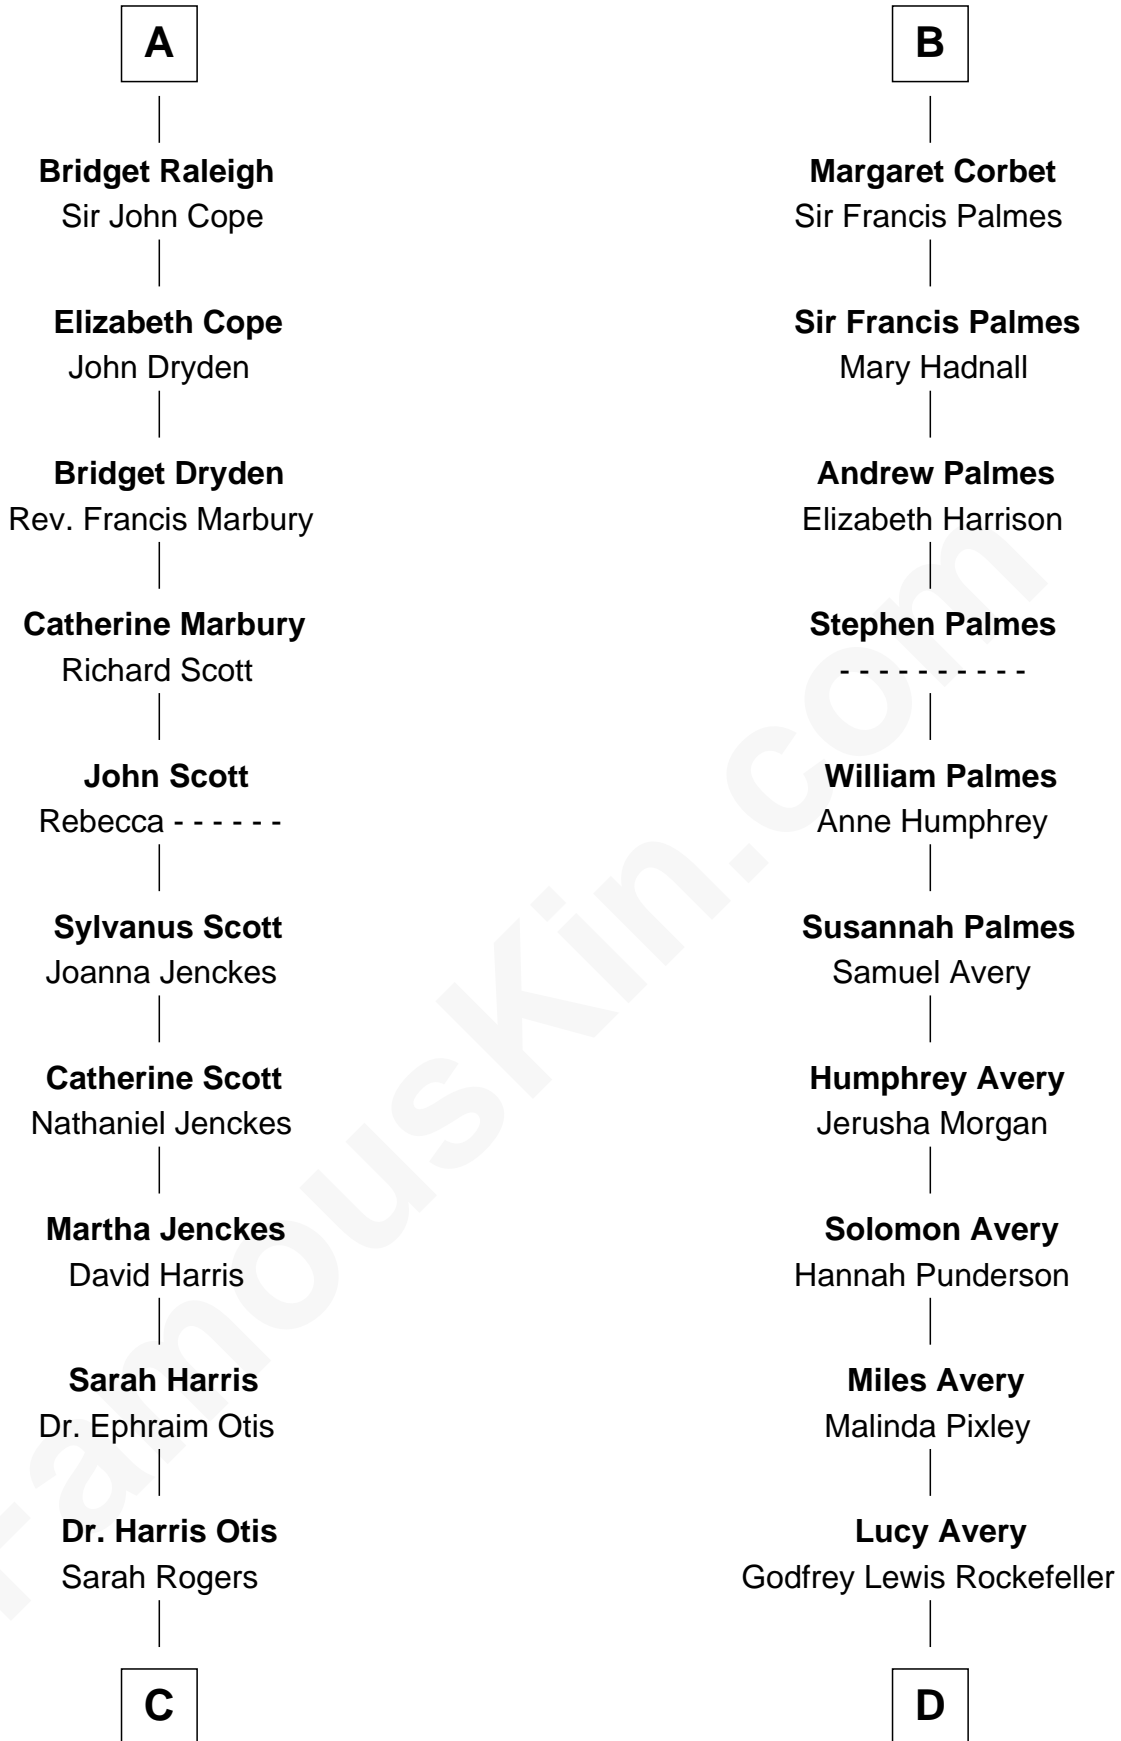 A
Bridget Raleigh
Sir John Cope
Elizabeth Cope
John Dryden
Bridget Dryden
Rev. Francis Marbury
Catherine Marbury
Richard Scott
John Scott
Rebecca - - - - - -
Sylvanus Scott
Joanna Jenckes
Catherine Scott
Nathaniel Jenckes
Martha Jenckes
David Harris
Sarah Harris
Dr. Ephraim Otis
Dr. Harris Otis
Sarah Rogers
C
B
Margaret Corbet
Sir Francis Palmes
Sir Francis Palmes
Mary Hadnall
Andrew Palmes
Elizabeth Harrison
Stephen Palmes
- - - - - - - - - -
William Palmes
Anne Humphrey
Susannah Palmes
Samuel Avery
Humphrey Avery
Jerusha Morgan
Solomon Avery
Hannah Punderson
Miles Avery
Malinda Pixley
Lucy Avery
Godfrey Lewis Rockefeller
D
FamousKin.com